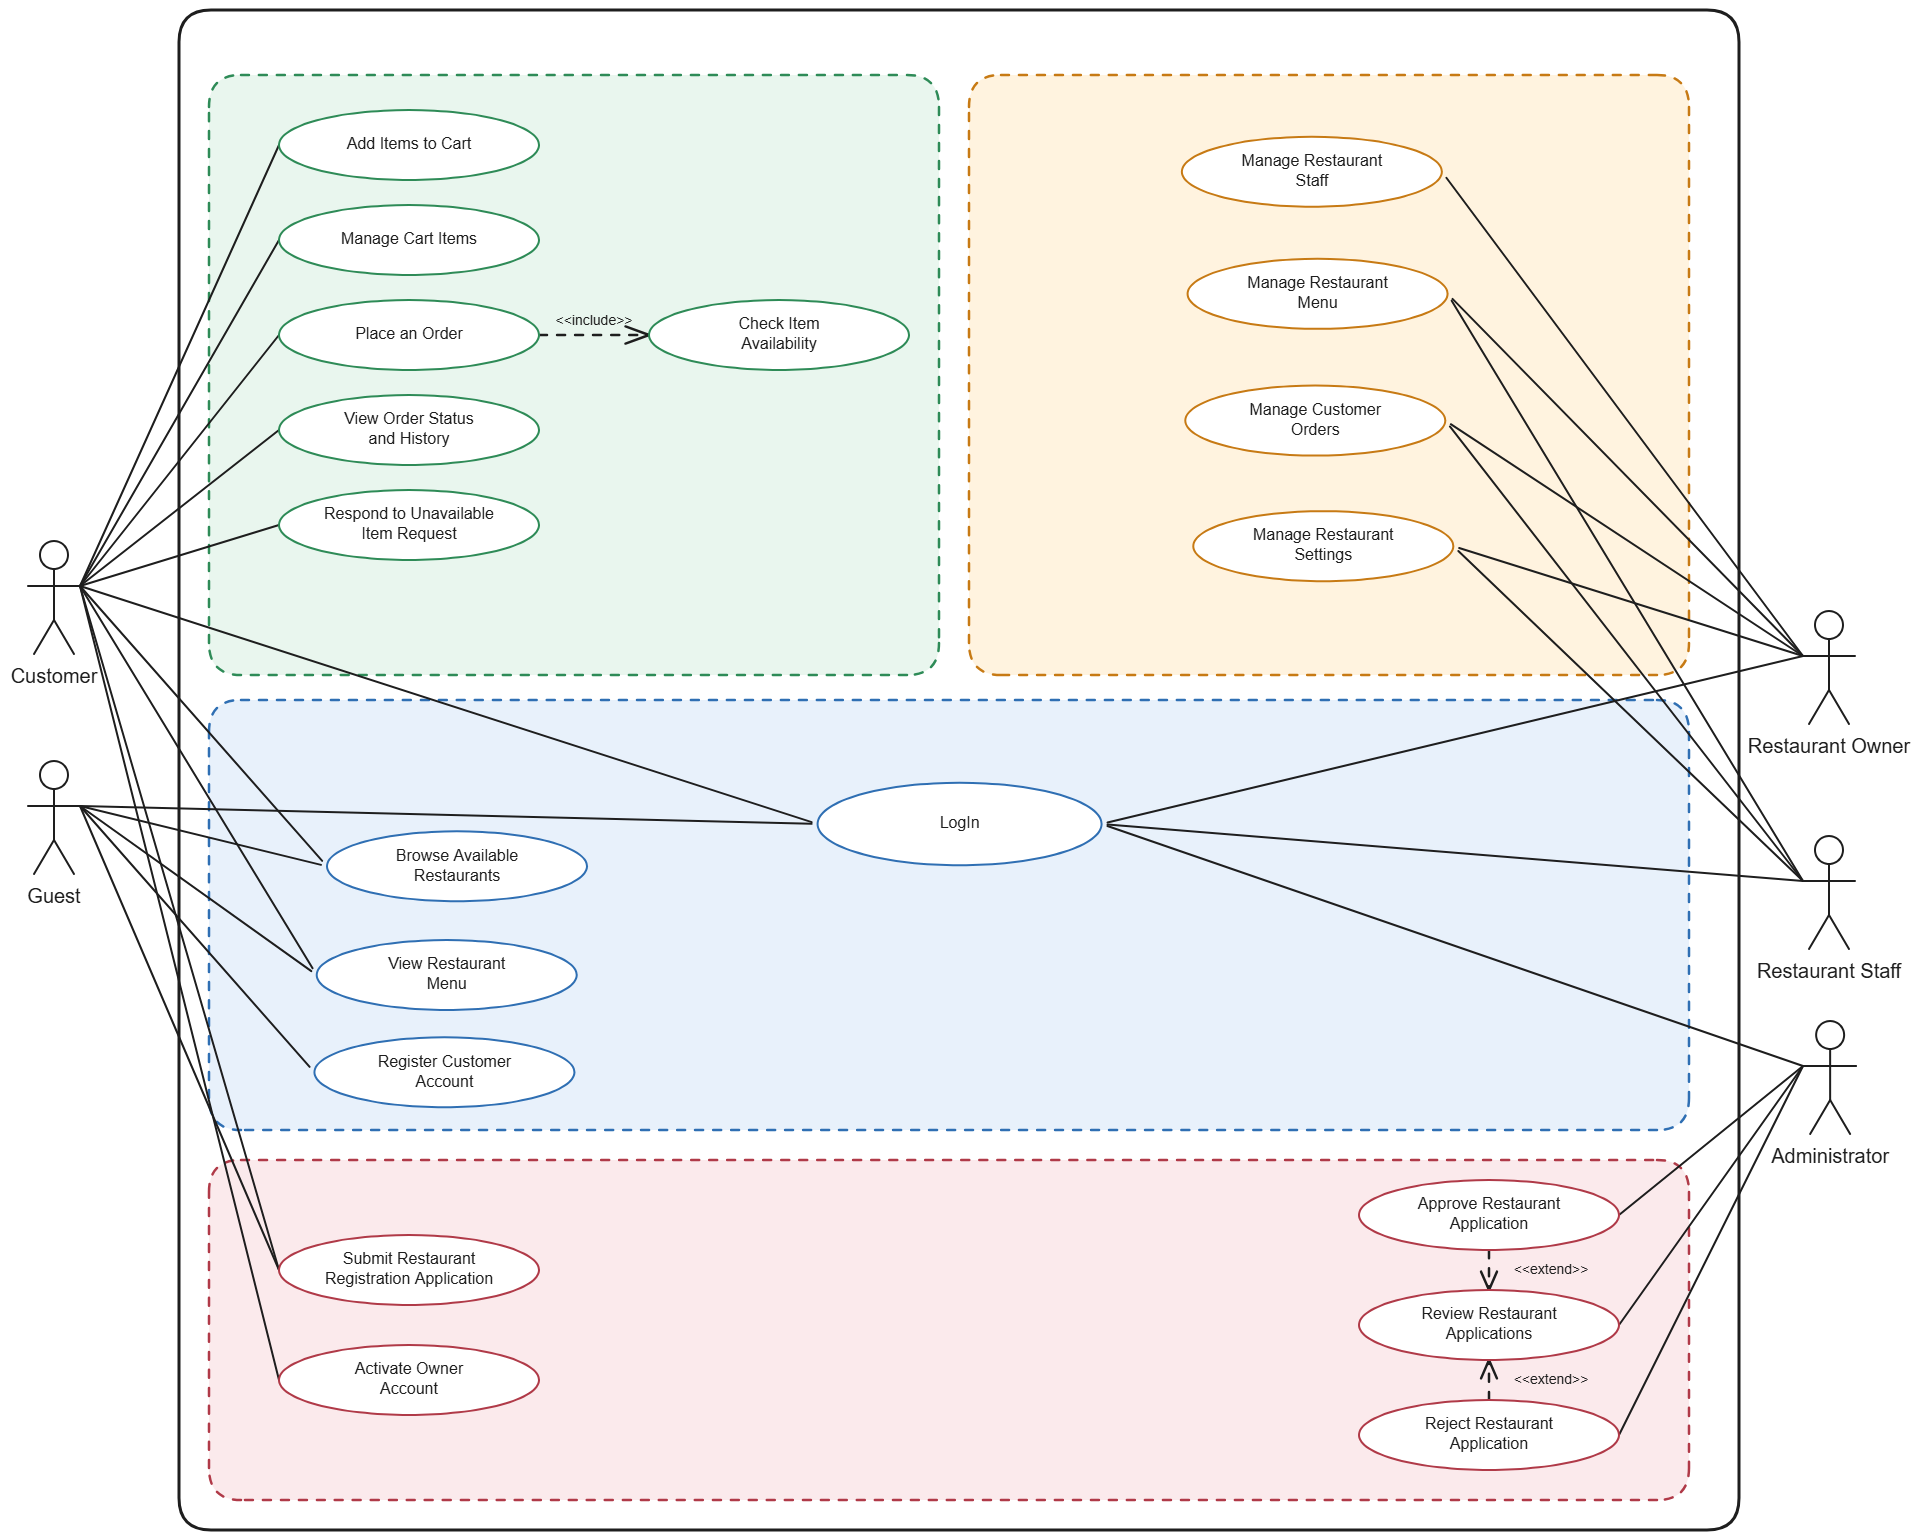 Add Items to Cart
Manage Cart Items
Place an Order
<<include>>
Check Item
Availability
View Order Status
and History
Respond to Unavailable
Item Request
Manage Restaurant
Staff
Manage Restaurant
Menu
Manage Customer
Orders
Manage Restaurant
Settings
Customer
Guest
Restaurant Owner
Restaurant Staff
Administrator
LogIn
Browse Available
Restaurants
View Restaurant
Menu
Register Customer
Account
Submit Restaurant
Registration Application
Activate Owner
Account
Approve Restaurant
Application
<<extend>>
Review Restaurant
Applications
<<extend>>
Reject Restaurant
Application